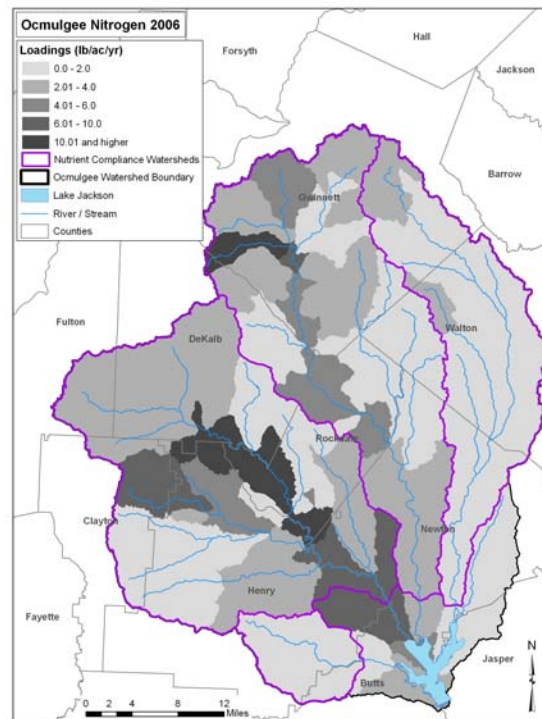 Ocmulgee Nitrogen 2006
Loadings (lb/ac/yr)
0.0 - 2.0
2.01 - 4.0
4.01 - 6.0
6.01 - 10.0
10.01 and higher
Nutrient Compliance Watersheds
Ocmulgee Watershed Boundary
Lake Jackson
River / Stream
Counties
Hall
Forsyth
Jackson
Barrow
Gwinnett
Fulton
Walton
DeKalb
Rockdale
Clayton
Newton
Henry
Fayette
Jasper
Butts
N
0 2 4 8 12
Miles